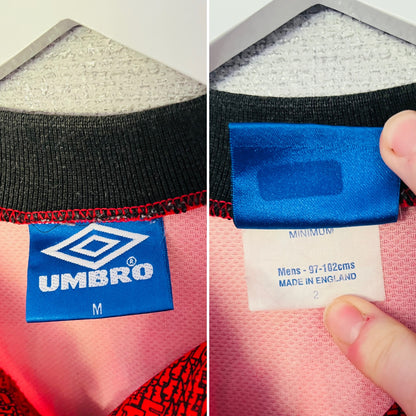 UMBRO®
M
MINIMUM
Mens - 97-102cms
MADE IN ENGLAND
2